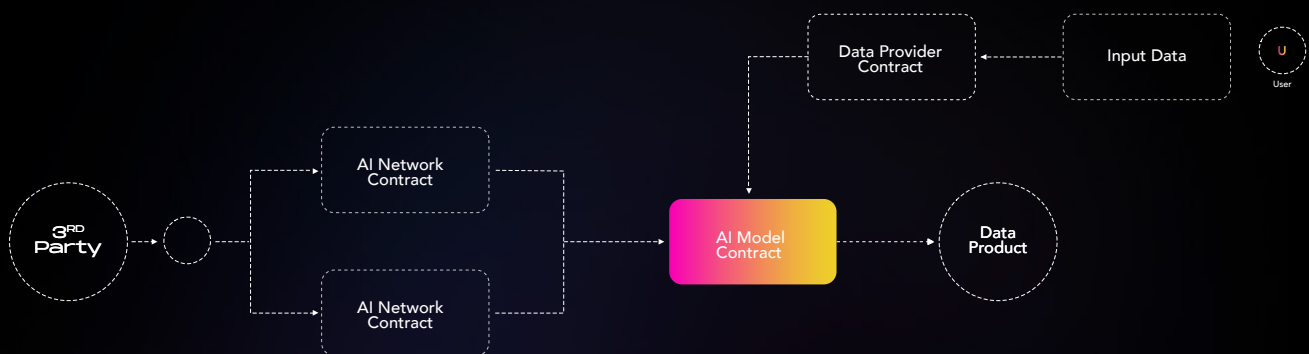 Data Provider
Contract
Input Data
U
User
AI Network
Contract
3RD
Party
AI Model
Contract
Data
Product
AI Network
Contract